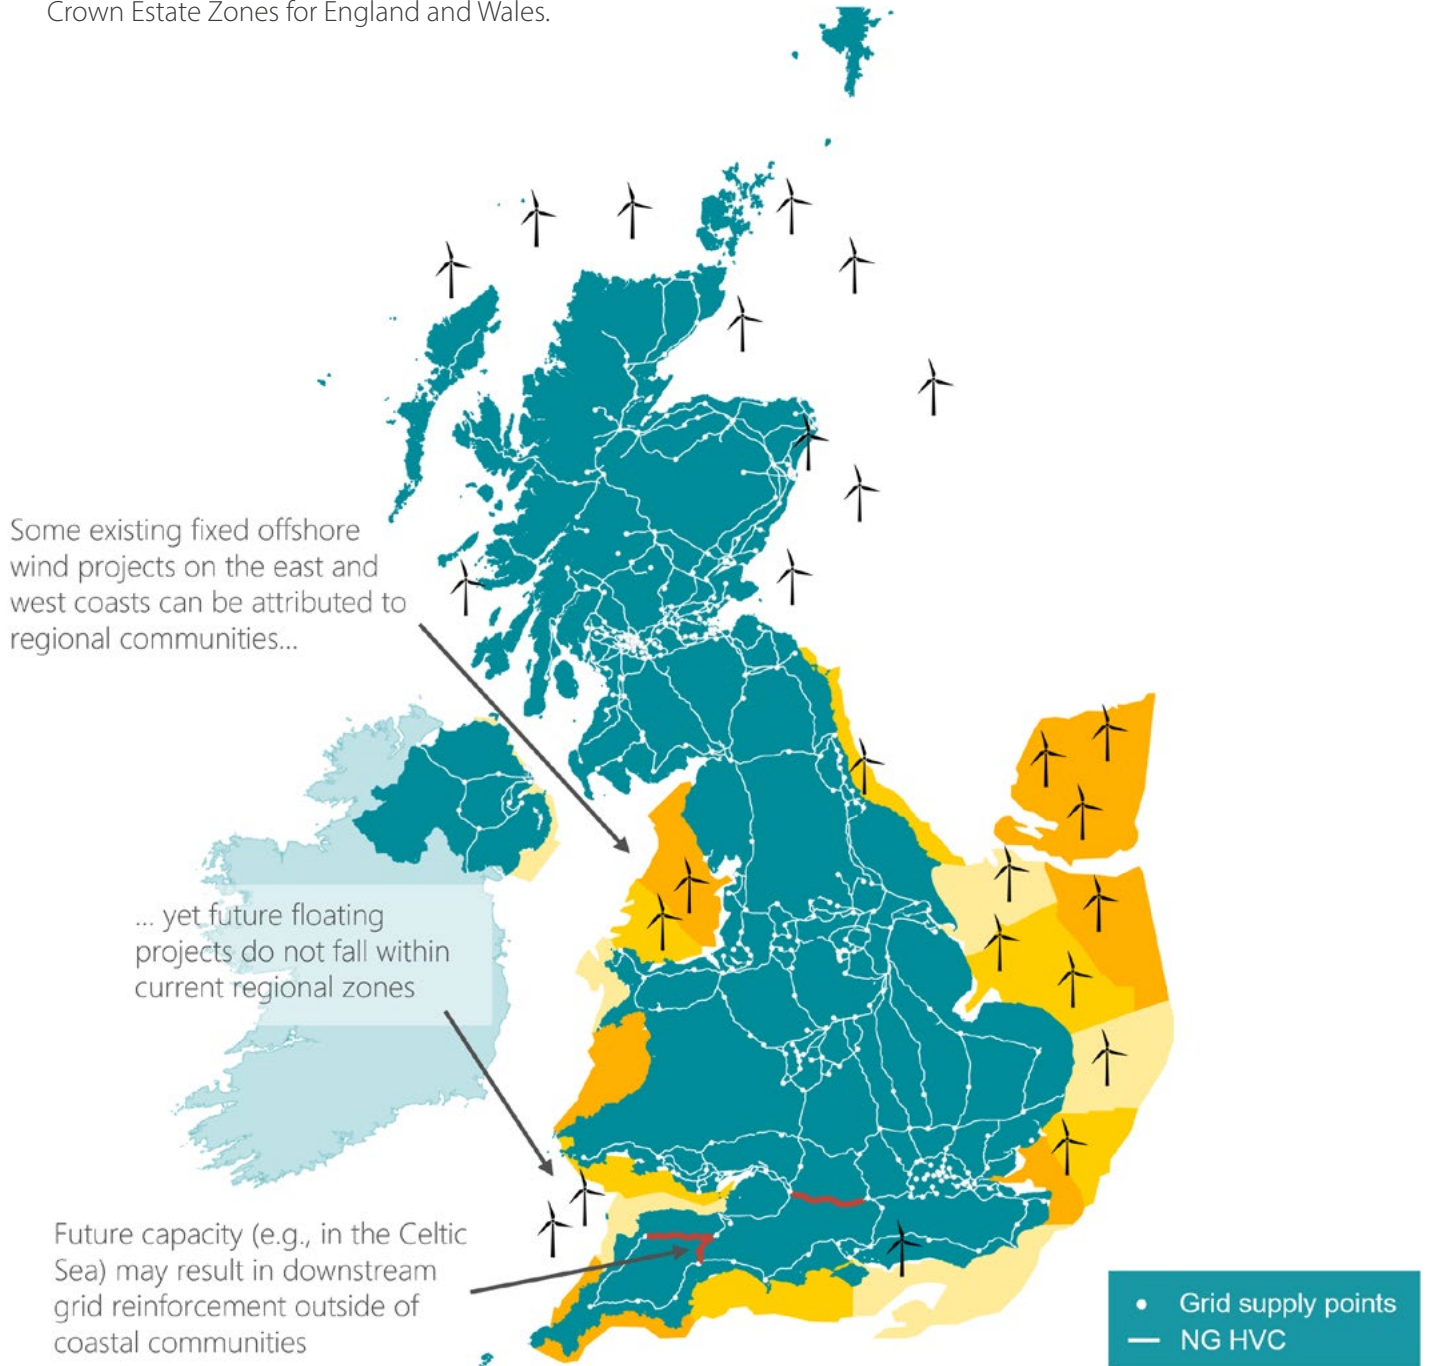 Crown Estate Zones for England and Wales.
Some existing fixed offshore
wind projects on the east and
west coasts can be attributed to
regional communities...
... yet future floating
projects do not fall within
current regional zones
Future capacity (e.g., in the Celtic
Sea) may result in downstream
grid reinforcement outside of
coastal communities
Grid supply points
NG HVC